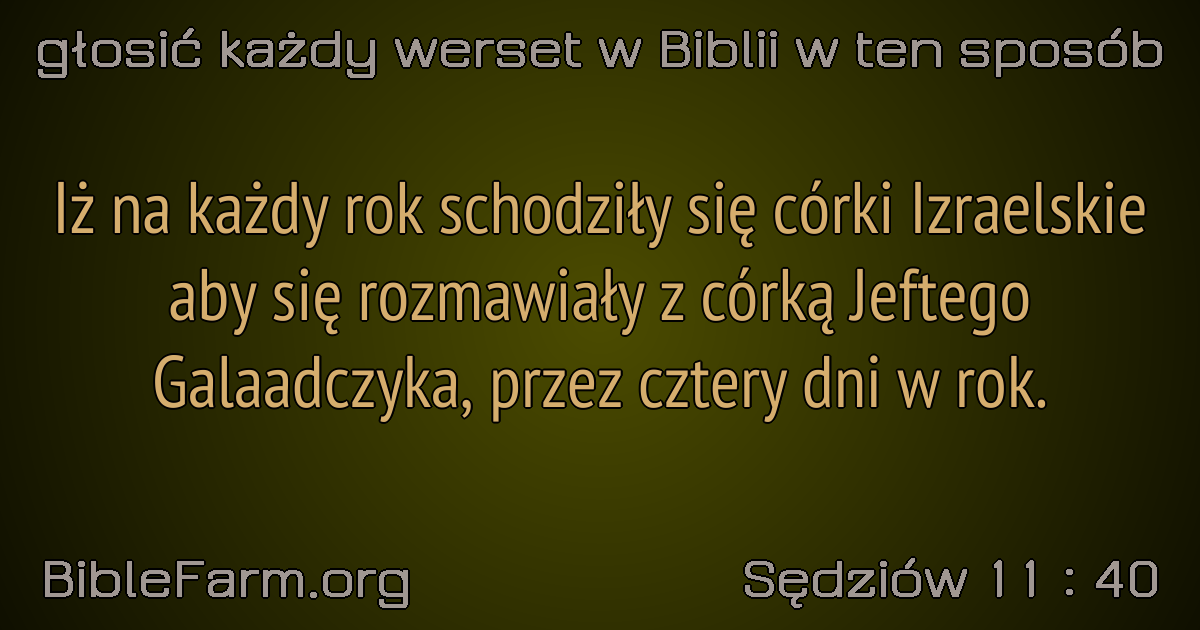 głosić każdy werset w Biblii w ten sposób
Iż na każdy rok schodziły się córki Izraelskie
aby się rozmawiały z córką Jeftego
Galaadczyka, przez cztery dni w rok.
BibleFarm.org
Sędziów 11 : 40